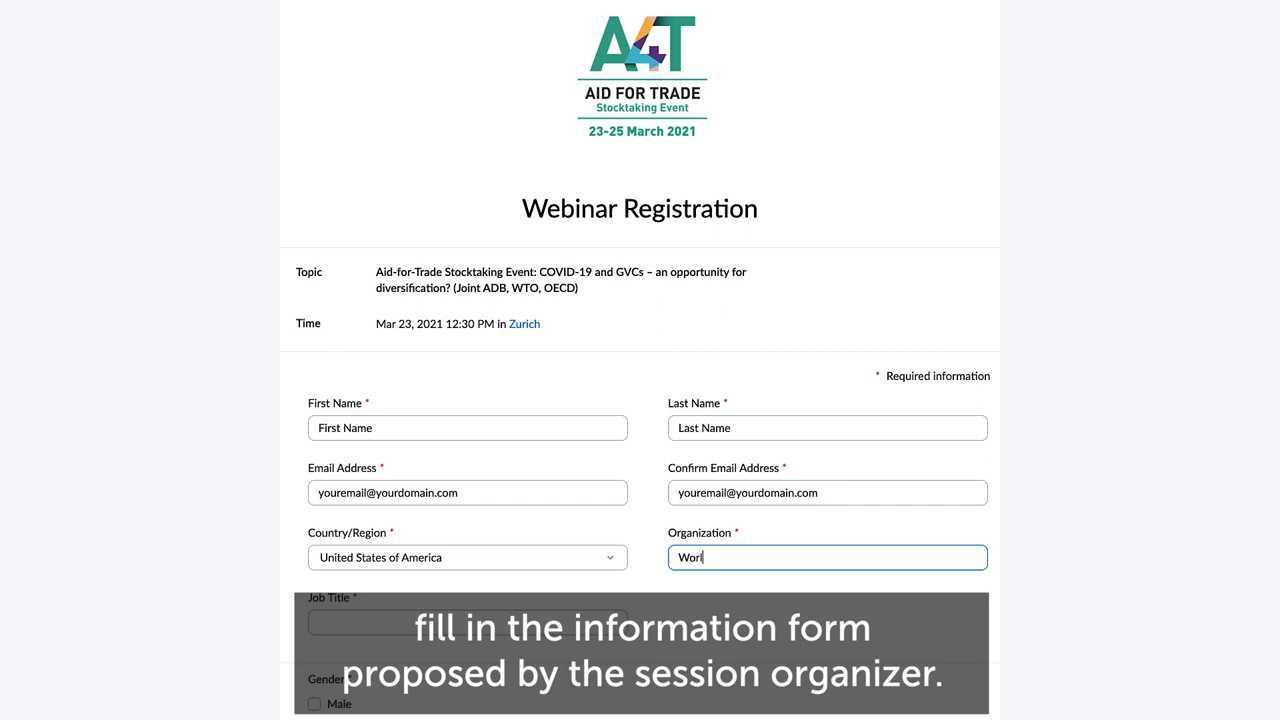 A4T
AID FOR TRADE
Stocktaking Event
23-25 March 2021
Webinar Registration
Topic
Aid-for-Trade Stocktaking Event: COVID-19 and GVCs – an opportunity for
diversification? (Joint ADB, WTO, OECD)
Time
Mar 23, 2021 12:30 PM in Zurich
* Required information
First Name *
Last Name *
First Name
Last Name
Email Address *
Confirm Email Address *
youremail@yourdomain.com
youremail@yourdomain.com
Country/Region *
Organization *
United States of America
Worl
Job Title *
fill in the information form
proposed by the session organizer.
Gender
Male